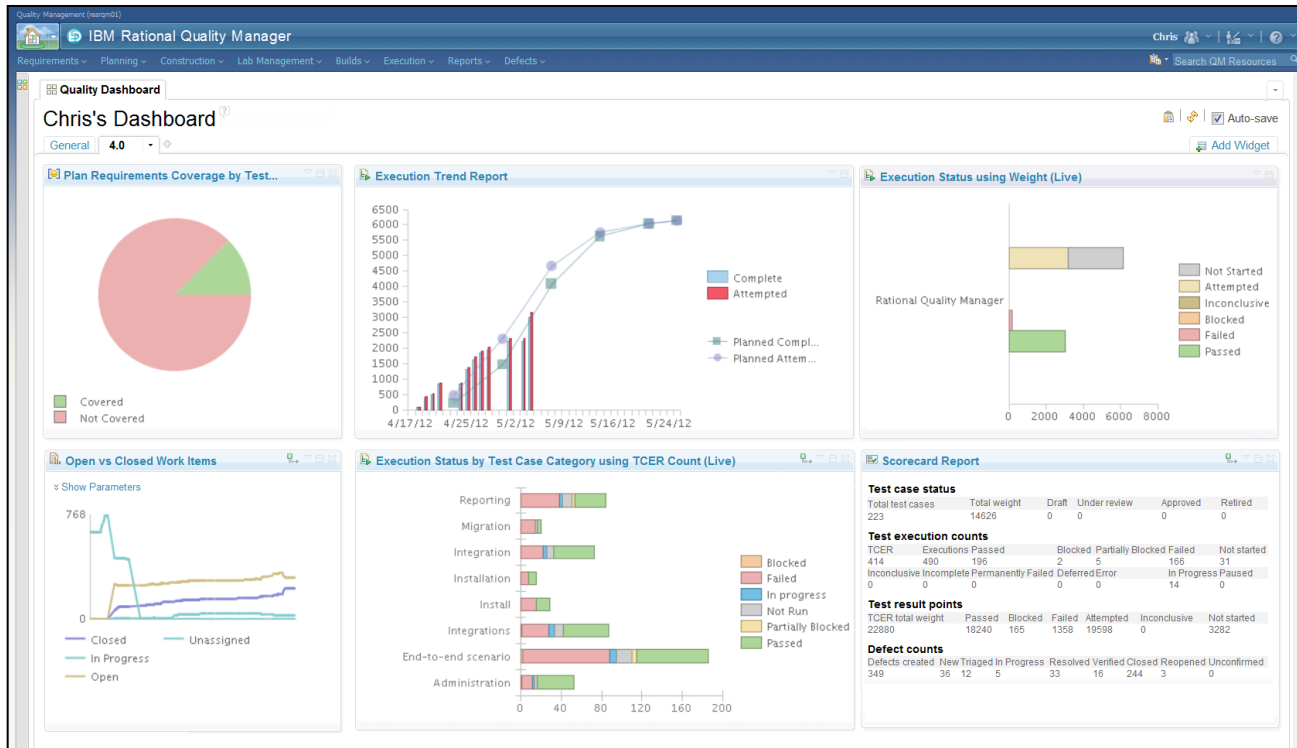 Quality Management (resrqm01)
IBM Rational Quality Manager
Chris
Requirements Planning Construction Lab Management Builds Execution Reports Defects
Search QM Resources
Quality Dashboard
Chris's Dashboard ?
Auto-save
General 4.0
Add Widget
Plan Requirements Coverage by Test...
Covered
Not Covered
Execution Trend Report
6500
6000
5500
5000
4500
4000
3500
3000
2500
2000
1500
1000
500
0
4/17/12 4/25/12 5/2/12 5/9/12 5/16/12 5/24/12
Complete
Attempted
Planned Compl...
Planned Attem...
Execution Status using Weight (Live)
Rational Quality Manager
0 2000 4000 6000 8000
Not Started
Attempted
Inconclusive
Blocked
Failed
Passed
Open vs Closed Work Items
Show Parameters
768
0
Closed Unassigned
In Progress
Open
Execution Status by Test Case Category using TCER Count (Live)
Reporting
Migration
Integration
Installation
Install
Integrations
End-to-end scenario
Administration
0 40 80 120 160 200
Blocked
Failed
In progress
Not Run
Partially Blocked
Passed
Scorecard Report
Test case status
Total test cases Total weight Draft Under review Approved Retired
223 14626 0 0 0 0
Test execution counts
TCER Executions Passed Blocked Partially Blocked Failed Not started
414 490 196 2 5 166 31
Inconclusive Incomplete Permanently Failed Deferred Error In Progress Paused
0 0 0 0 0 14 0
Test result points
TCER total weight Passed Blocked Failed Attempted Inconclusive Not started
22880 18240 165 1358 19598 0 3282
Defect counts
Defects created New Triaged In Progress Resolved Verified Closed Reopened Unconfirmed
349 36 12 5 33 16 244 3 0